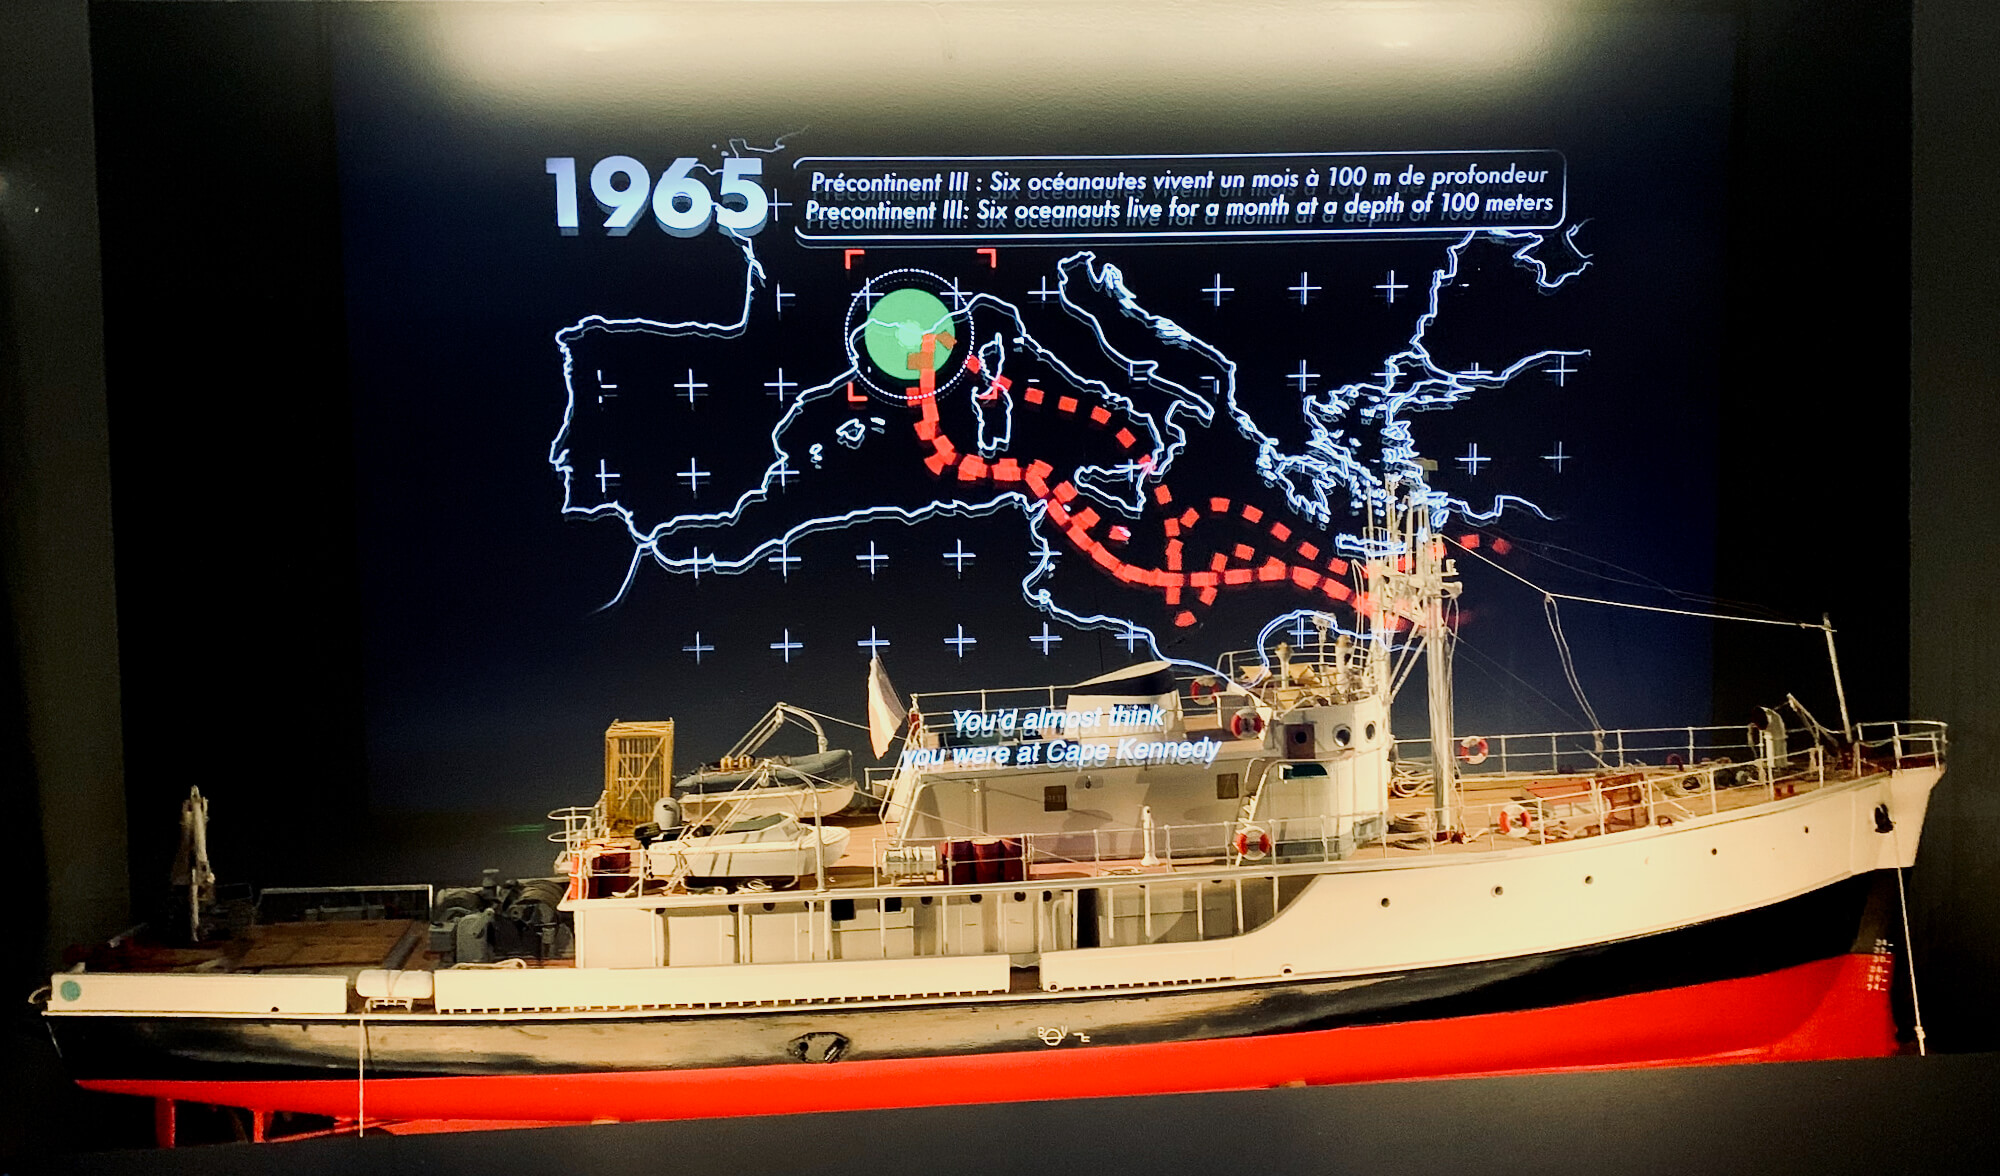 1965
Précontinent III : Six océanautes vivent un mois à 100 m de profondeur
Precontinent III: Six oceanauts live for a month at a depth of 100 meters
You'd almost think
you were at Cape Kennedy
B V